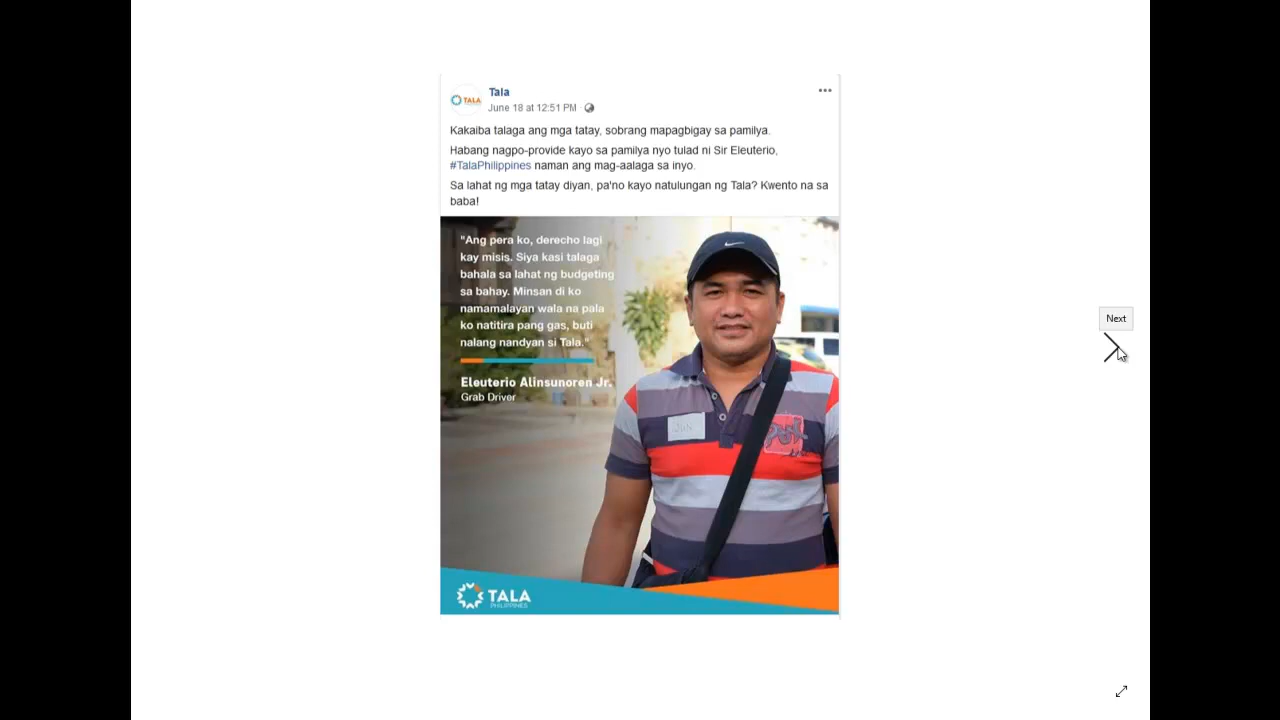 Tala
June 18 at 12:51 PM
TALA
Kakaiba talaga ang mga tatay, sobrang mapagbigay sa pamilya.
Habang nagpo-provide kayo sa pamilya nyo tulad ni Sir Eleuterio,
#TalaPhilippines naman ang mag-aalaga sa inyo.
Sa lahat ng mga tatay diyan, pa'no kayo natulungan ng Tala? Kwento na sa
baba!
"Ang pera ko, derecho lagi
kay misis. Siya kasi talaga
bahala sa lahat ng budgeting
sa bahay. Minsan di ko
namamalayan wala na pala
ko natitira pang gas, buti
nalang nandyan si Tala."
Eleuterio Alinsunoren Jr.
Grab Driver
JUN
TALA
PHILIPPINES
Next